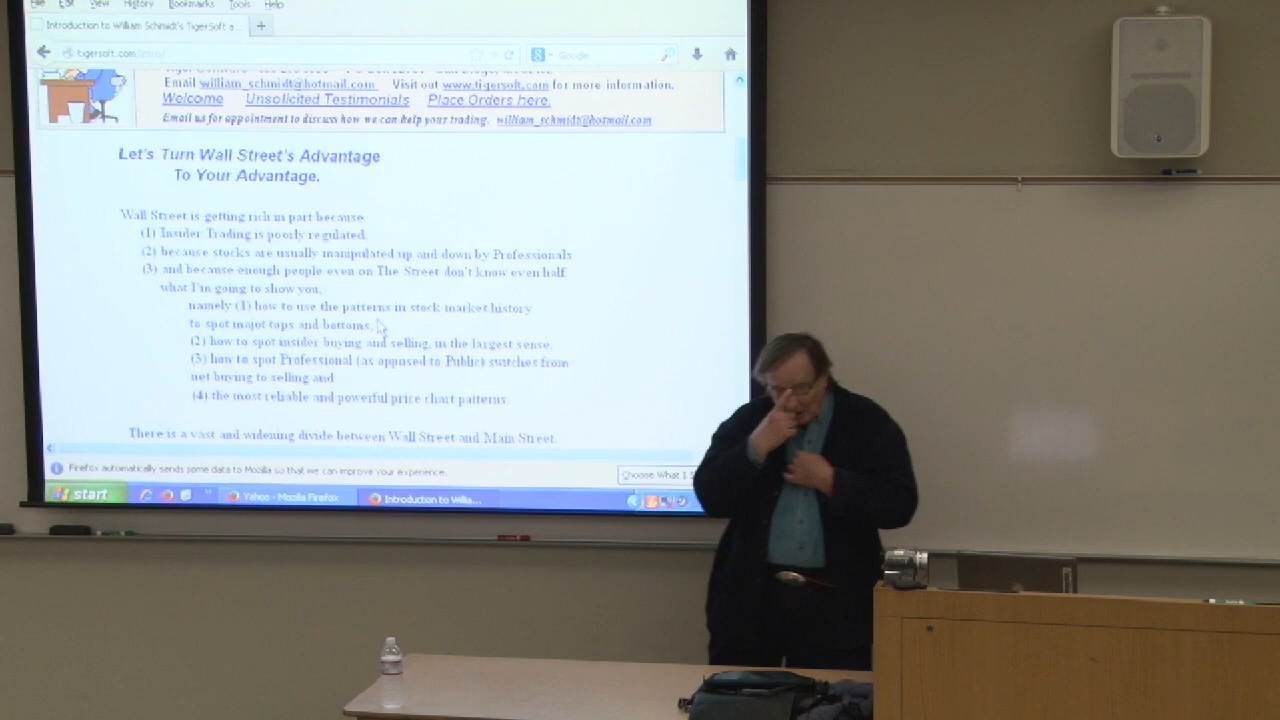 File Edit View History Bookmarks Tools Help
Introduction to William Schmidt's TigerSoft a...
tigersoft.com/Intro/
Google
Email william_schmidt@hotmail.com Visit out www.tigersoft.com for more information.
Welcome Unsolicited Testimonials Place Orders here.
Email us for appointment to discuss how we can help your trading. william_schmidt@hotmail.com
Let's Turn Wall Street's Advantage
To Your Advantage.
Wall Street is getting rich in part because
(1) Insider Trading is poorly regulated,
(2) because stocks are usually manipulated up and down by Professionals
(3) and because enough people even on The Street don't know even half
what I'm going to show you,
namely (1) how to use the patterns in stock market history
to spot majot tops and bottoms,
(2) how to spot insider buying and selling, in the largest sense,
(3) how to spot Professional (as opposed to Public) switches from
net buying to selling and
(4) the most reliable and powerful price chart patterns.
There is a vast and widening divide between Wall Street and Main Street.
Firefox automatically sends some data to Mozilla so that we can improve your experience.
Choose What I S
start
Yahoo - Mozilla Firefox
Introduction to Willia...